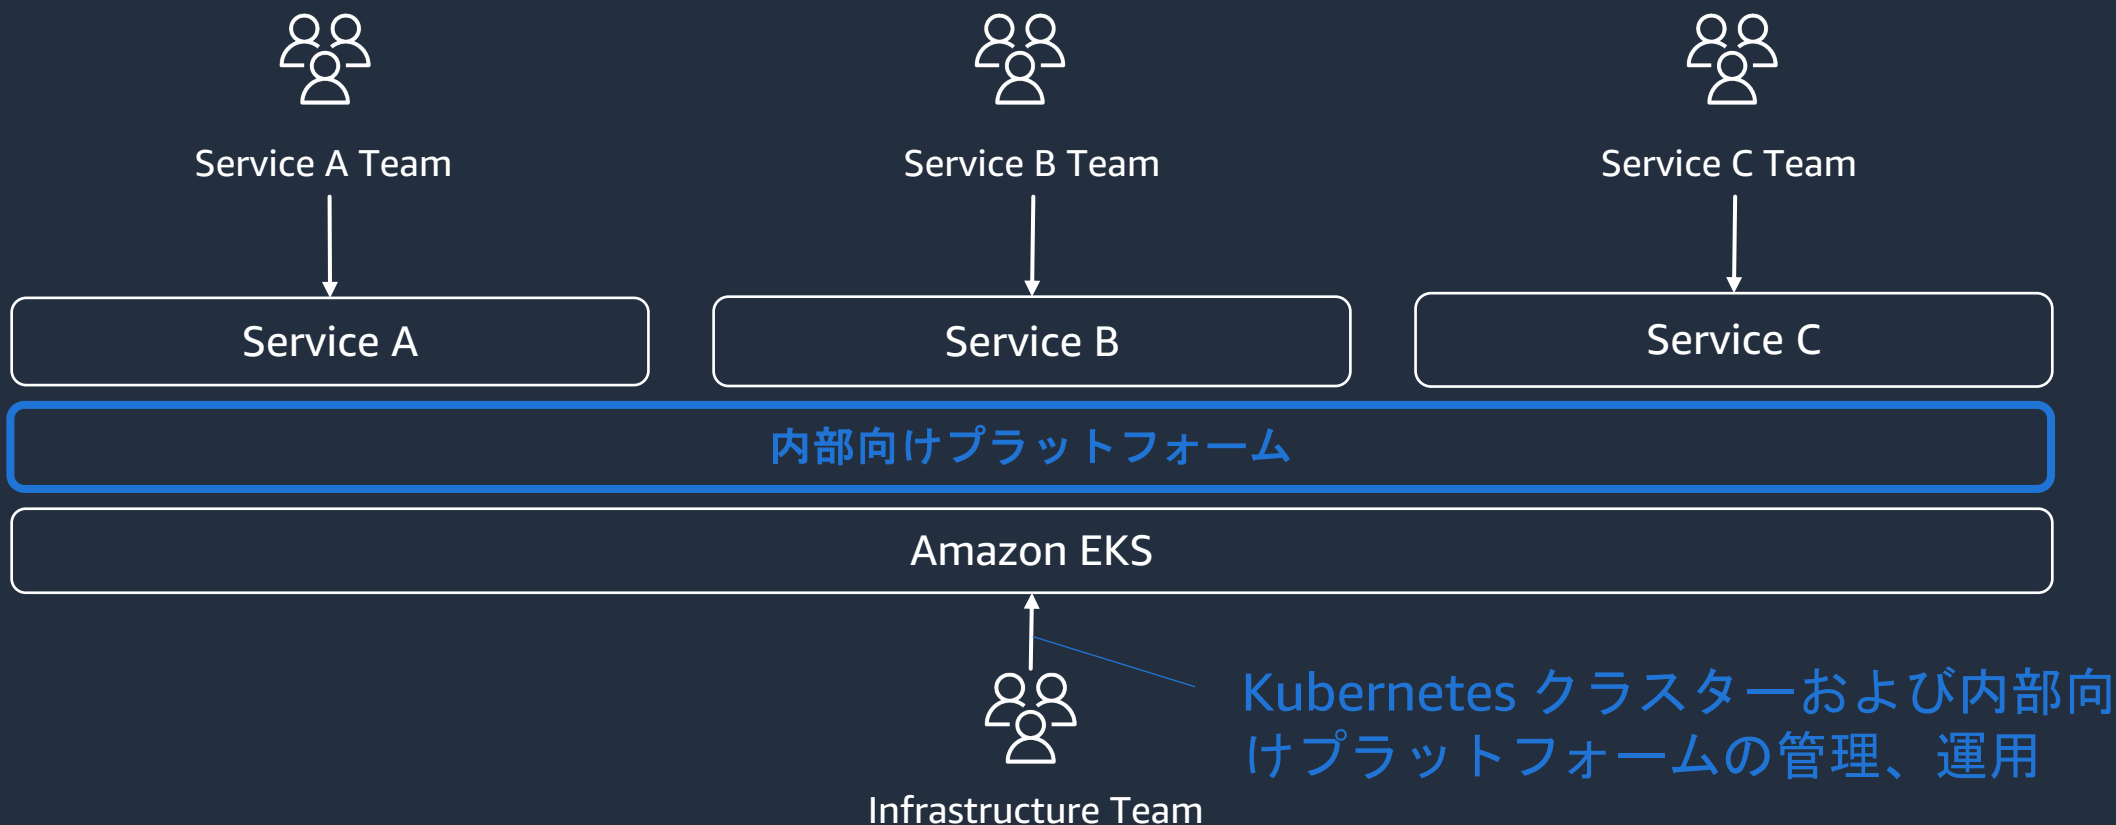 Service A Team
Service B Team
Service C Team
Service A
Service B
Service C
内部向けプラットフォーム
Amazon EKS
Kubernetes クラスターおよび内部向
けプラットフォームの管理、運用
Infrastructure Team